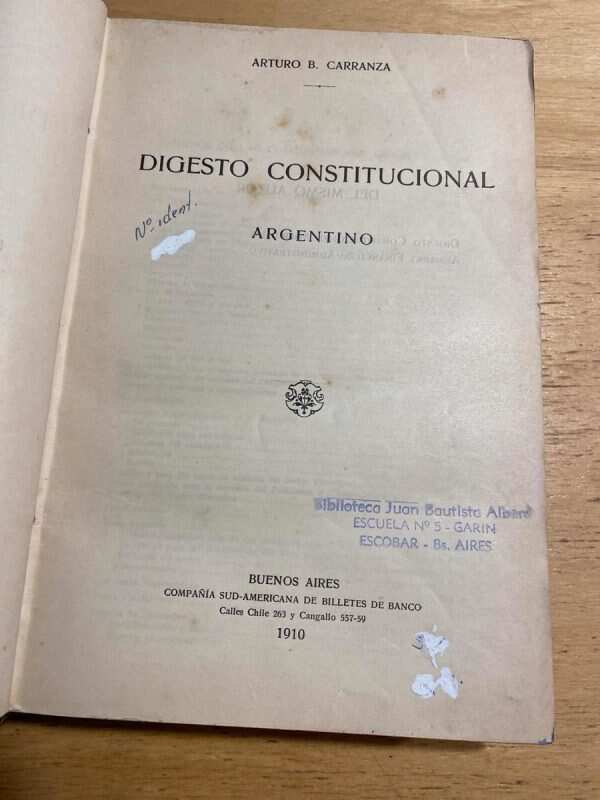 ARTURO B. CARRANZA
DIGESTO CONSTITUCIONAL
ARGENTINO
Nº ident.
Biblioteca Juan Bautista Alberdi
ESCUELA Nº 5 - GARIN
ESCOBAR - Bs. AIRES
BUENOS AIRES
COMPAÑÍA SUD-AMERICANA DE BILLETES DE BANCO
Calles Chile 263 y Cangallo 557-59
1910